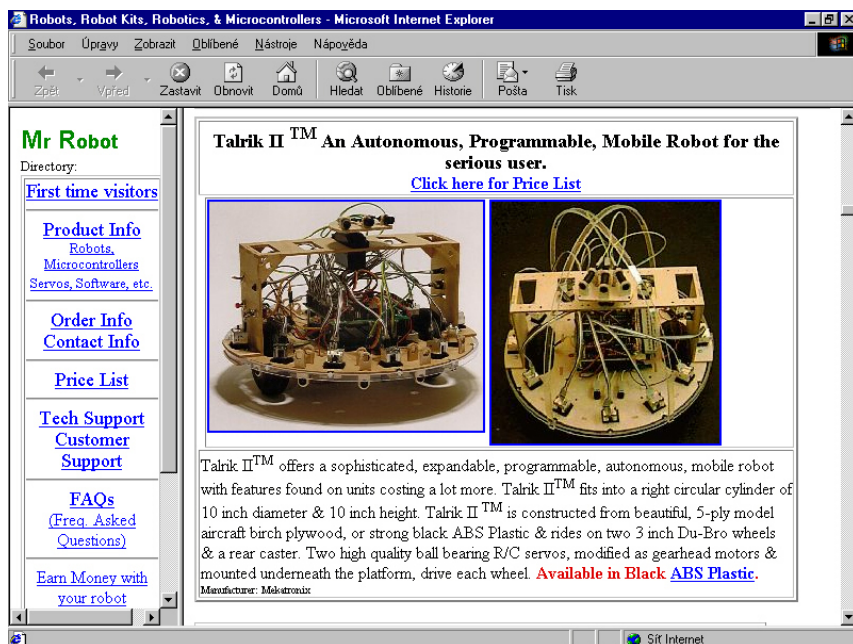 Robots, Robot Kits, Robotics, & Microcontrollers - Microsoft Internet Explorer
Soubor Úpravy Zobrazit Oblíbené Nástroje Nápověda
Zpět Vpřed Zastavit Obnovit Domů Hledat Oblíbené Historie Pošta Tisk
Mr Robot
Directory:
First time visitors
Product Info
Robots,
Microcontrollers
Servos, Software, etc.
Order Info
Contact Info
Price List
Tech Support
Customer
Support
FAQs
(Freq. Asked
Questions)
Earn Money with
your robot
Talrik II TM An Autonomous, Programmable, Mobile Robot for the
serious user.
Click here for Price List
Talrik IITM offers a sophisticated, expandable, programmable, autonomous, mobile robot
with features found on units costing a lot more. Talrik IITM fits into a right circular cylinder of
10 inch diameter & 10 inch height. Talrik II TM is constructed from beautiful, 5-ply model
aircraft birch plywood, or strong black ABS Plastic & rides on two 3 inch Du-Bro wheels
& a rear caster. Two high quality ball bearing R/C servos, modified as gearhead motors &
mounted underneath the platform, drive each wheel. Available in Black ABS Plastic.
Manufacturer: Mekatronix
Síť Internet